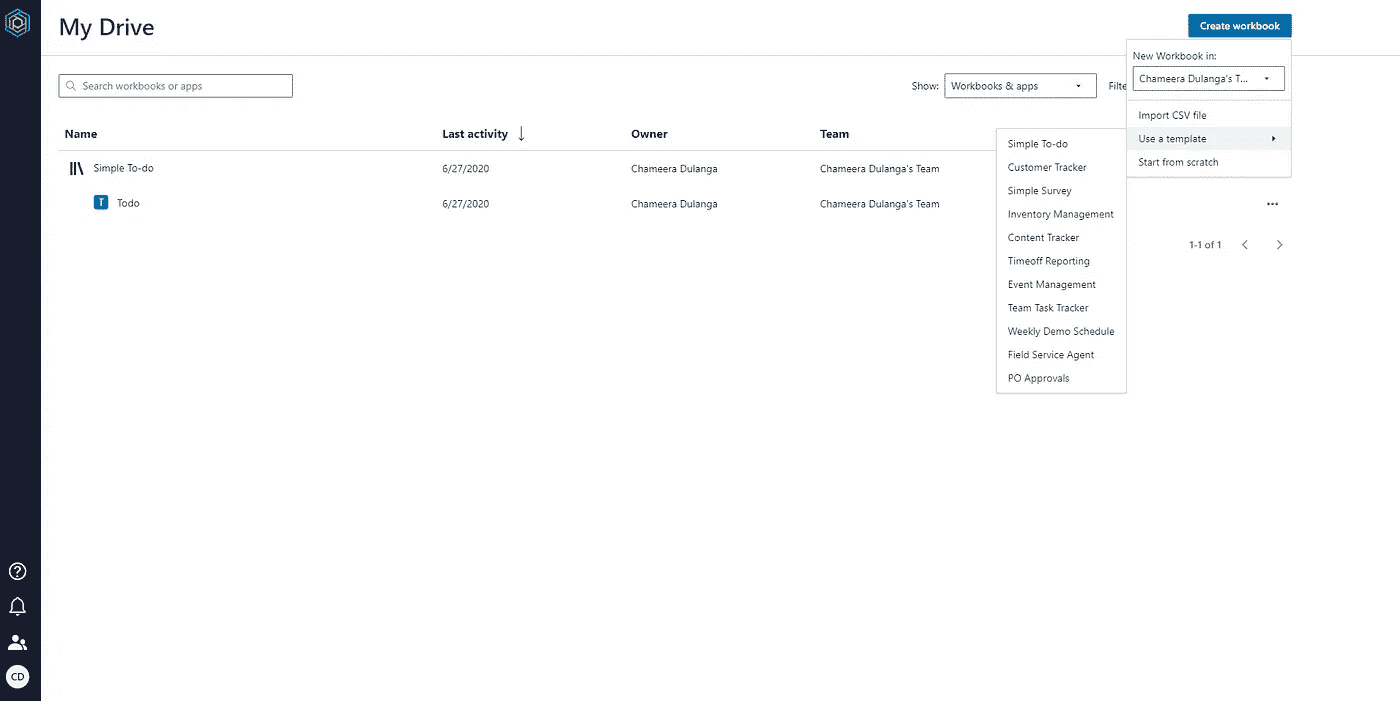 My Drive
Create workbook
New Workbook in:
Chameera Dulanga's T...
Search workbooks or apps
Show:
Workbooks & apps
Filte
Import CSV file
Use a template
Start from scratch
Name
Last activity
Owner
Team
Simple To-do
6/27/2020
Chameera Dulanga
Chameera Dulanga's Team
T
Todo
6/27/2020
Chameera Dulanga
Chameera Dulanga's Team
1-1 of 1
Simple To-do
Customer Tracker
Simple Survey
Inventory Management
Content Tracker
Timeoff Reporting
Event Management
Team Task Tracker
Weekly Demo Schedule
Field Service Agent
PO Approvals
CD